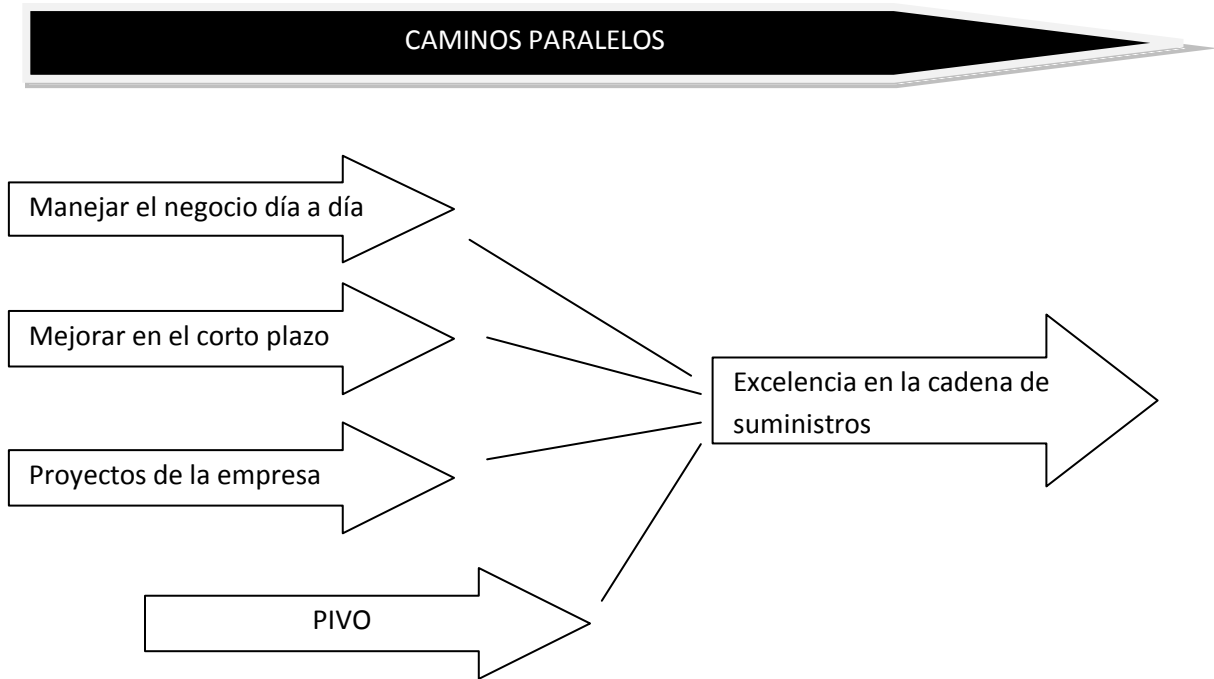 CAMINOS PARALELOS
Manejar el negocio día a día
Mejorar en el corto plazo
Excelencia en la cadena de
suministros
Proyectos de la empresa
PIVO